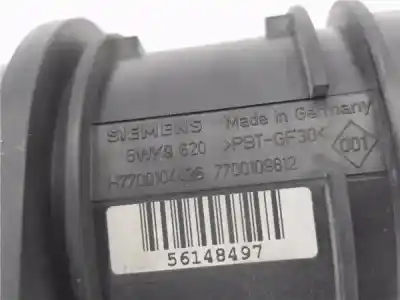 SIEMENS Made in Germany
5WK9 620 >PBT-GF30< 001
H7700104426 7700109812
56148497